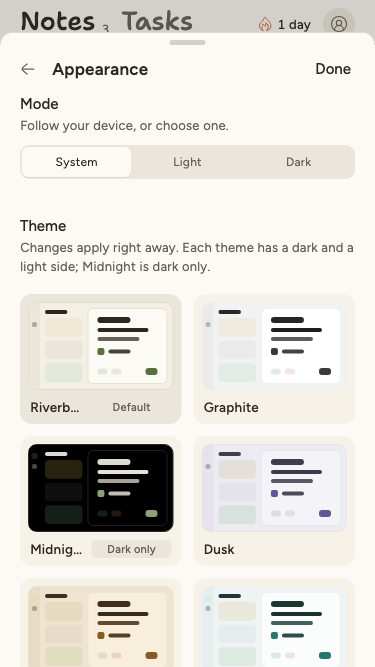 Notes 3 Tasks
1 day
Appearance
Done
Mode
Follow your device, or choose one.
System
Light
Dark
Theme
Changes apply right away. Each theme has a dark and a
light side; Midnight is dark only.
Riverb...
Default
Graphite
Midnig...
Dark only
Dusk